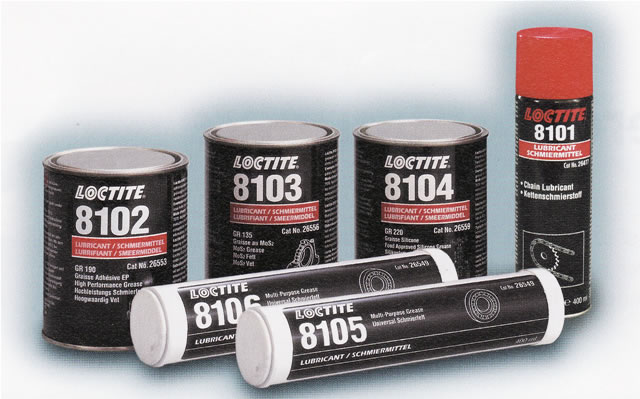 LOCTITE
8102
LUBRICANT / SCHMIERMITTEL
LUBRIFIANT / SMEERMIDDEL
Cat No. 26553
GR 190
Graisse Adhésive EP
High Performance Grease
Hochleistungs Schmierfett
Hoogwaardig Vet
LOCTITE
8103
LUBRICANT / SCHMIERMITTEL
LUBRIFIANT / SMEERMIDDEL
Cat No. 26556
GR 135
Graisse au MoS2
MoS2 Grease
MoS2 Fett
MoS2 Vet
LOCTITE
8104
LUBRICANT / SCHMIERMITTEL
LUBRIFIANT / SMEERMIDDEL
Cat No. 26559
GR 220
Graisse Silicone
Food Approved Silicone Grease
LOCTITE
8101
LUBRICANT
SCHMIERMITTEL
Cat No.
• Chain Lubricant
• Kettenschmierstoff
400 ml
LOCTITE
8106
Multi-Purpose Grease
Universal Schmierfett
Cat No. 26549
LUBRICANT / SCHMIERMITTEL
LOCTITE
8105
Multi-Purpose Grease
Universal Schmierfett
Cat No. 26549
LUBRICANT / SCHMIERMITTEL
400 ml